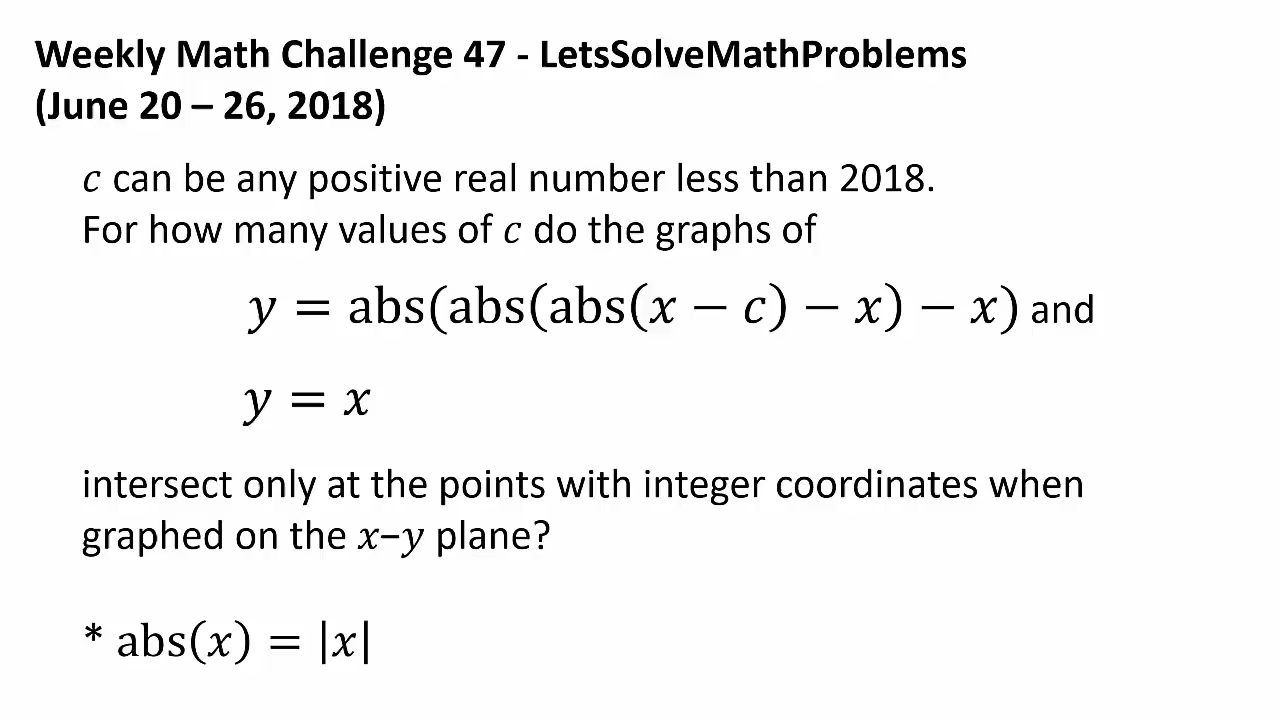 Weekly Math Challenge 47 - LetsSolveMathProblems
(June 20 – 26, 2018)
c can be any positive real number less than 2018.
For how many values of c do the graphs of
y = abs(abs(abs(x − c) − x) − x) and
y = x
intersect only at the points with integer coordinates when
graphed on the x−y plane?
* abs(x) = |x|